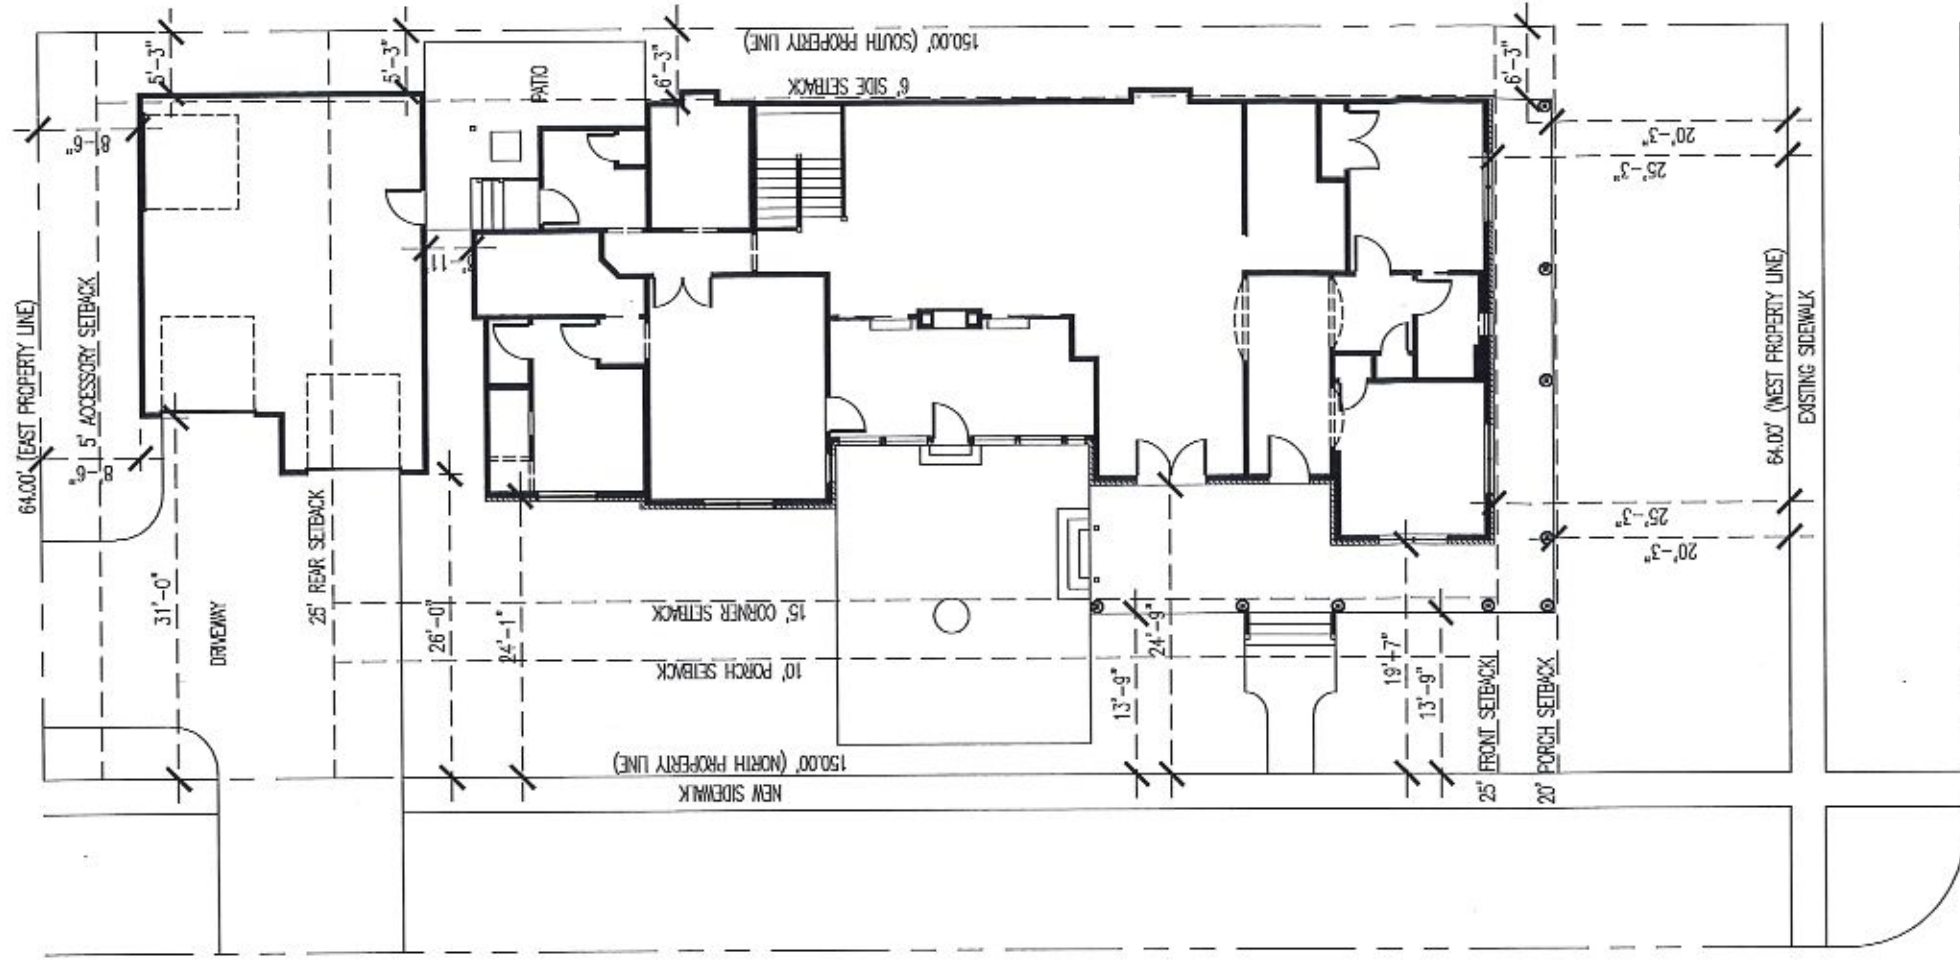 150.00' (SOUTH PROPERTY LINE)
5'-3"
5'-3"
6'-3"
6'-3"
PATIO
6' SIDE SETBACK
8'-6"
20'-3"
25'-3"
64.00' (EAST PROPERTY LINE)
5' ACCESSORY SETBACK
64.00' (WEST PROPERTY LINE)
EXISTING SIDEWALK
8'-6"
25'-3"
20'-3"
31'-0"
DRIVEWAY
25' REAR SETBACK
26'-0"
24'-1"
15' CORNER SETBACK
10' PORCH SETBACK
13'-9"
24'-9"
19'-7"
13'-9"
25' FRONT SETBACK
20' PORCH SETBACK
150.00' (NORTH PROPERTY LINE)
NEW SIDEWALK